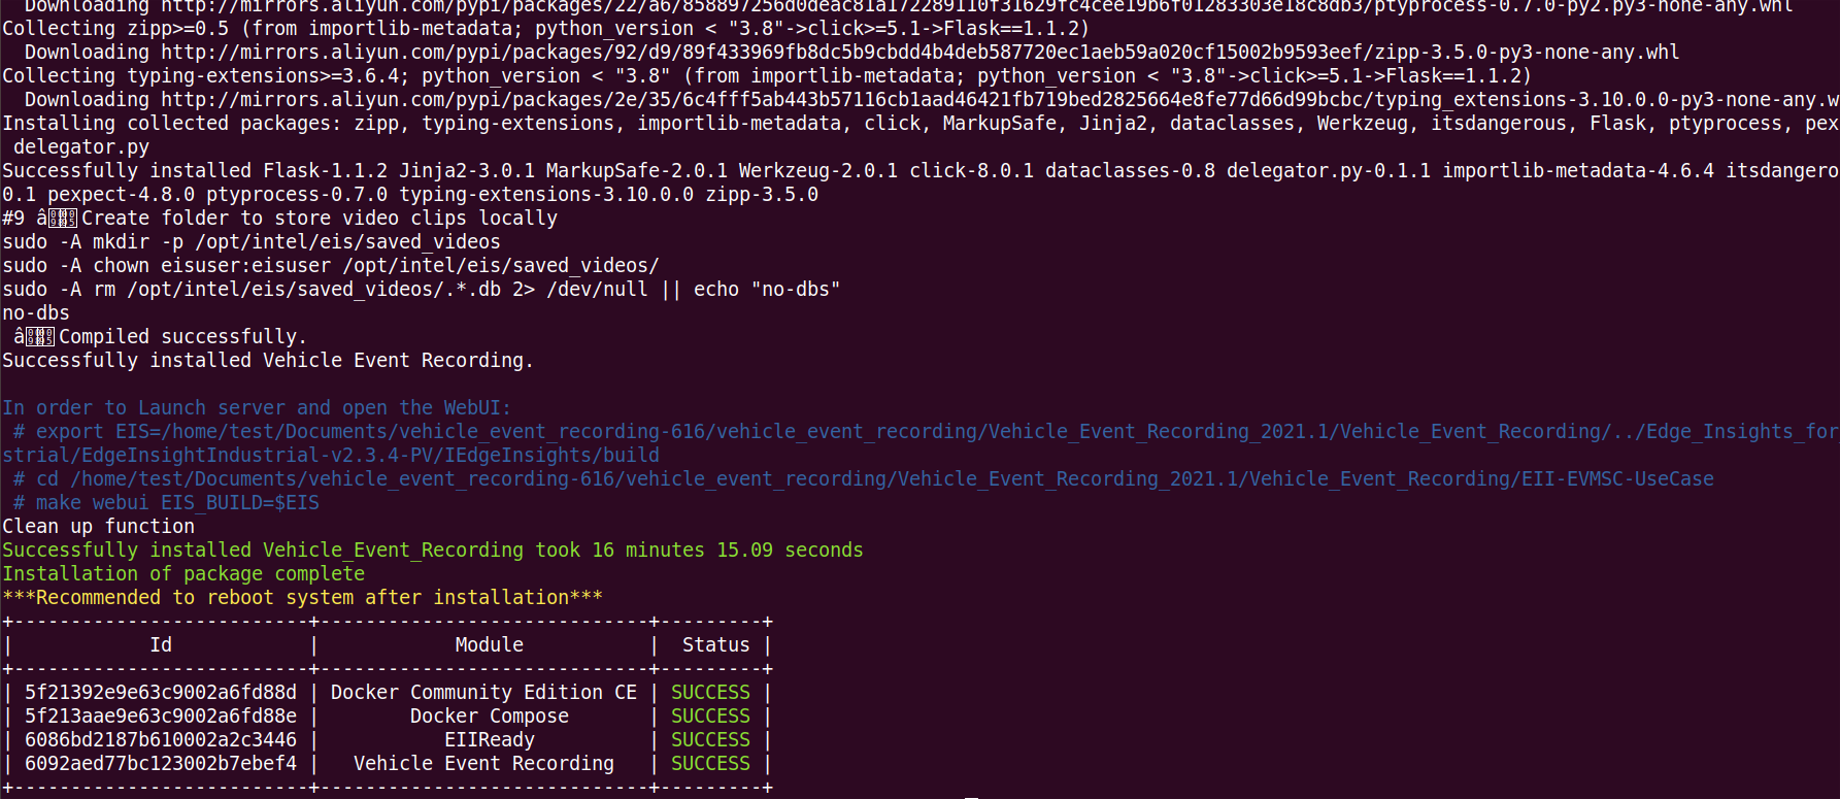 Downloading http://mirrors.aliyun.com/pypi/packages/22/a6/858897256d0deac81a172289110f31629fc4cee19b6f01283303e18c8db3/ptyprocess-0.7.0-py2.py3-none-any.whl
Collecting zipp>=0.5 (from importlib-metadata; python_version < "3.8"->click>=5.1->Flask==1.1.2)
  Downloading http://mirrors.aliyun.com/pypi/packages/92/d9/89f433969fb8dc5b9cbdd4b4deb587720ec1aeb59a020cf15002b9593eef/zipp-3.5.0-py3-none-any.whl
Collecting typing-extensions>=3.6.4; python_version < "3.8" (from importlib-metadata; python_version < "3.8"->click>=5.1->Flask==1.1.2)
  Downloading http://mirrors.aliyun.com/pypi/packages/2e/35/6c4fff5ab443b57116cb1aad46421fb719bed2825664e8fe77d66d99bcbc/typing_extensions-3.10.0.0-py3-none-any.w
Installing collected packages: zipp, typing-extensions, importlib-metadata, click, MarkupSafe, Jinja2, dataclasses, Werkzeug, itsdangerous, Flask, ptyprocess, pex
 delegator.py
Successfully installed Flask-1.1.2 Jinja2-3.0.1 MarkupSafe-2.0.1 Werkzeug-2.0.1 click-8.0.1 dataclasses-0.8 delegator.py-0.1.1 importlib-metadata-4.6.4 itsdangero
0.1 pexpect-4.8.0 ptyprocess-0.7.0 typing-extensions-3.10.0.0 zipp-3.5.0
#9 â Create folder to store video clips locally
sudo -A mkdir -p /opt/intel/eis/saved_videos
sudo -A chown eisuser:eisuser /opt/intel/eis/saved_videos/
sudo -A rm /opt/intel/eis/saved_videos/.*.db 2> /dev/null || echo "no-dbs"
no-dbs
 â Compiled successfully.
Successfully installed Vehicle Event Recording.
In order to Launch server and open the WebUI:
 # export EIS=/home/test/Documents/vehicle_event_recording-616/vehicle_event_recording/Vehicle_Event_Recording_2021.1/Vehicle_Event_Recording/../Edge_Insights_for
strial/EdgeInsightIndustrial-v2.3.4-PV/IEdgeInsights/build
 # cd /home/test/Documents/vehicle_event_recording-616/vehicle_event_recording/Vehicle_Event_Recording_2021.1/Vehicle_Event_Recording/EII-EVMSC-UseCase
 # make webui EIS_BUILD=$EIS
Clean up function
Successfully installed Vehicle_Event_Recording took 16 minutes 15.09 seconds
Installation of package complete
***Recommended to reboot system after installation***
+--------------------------+-----------------------------+---------+
| Id | Module | Status |
+--------------------------+-----------------------------+---------+
| 5f21392e9e63c9002a6fd88d | Docker Community Edition CE | SUCCESS |
| 5f213aae9e63c9002a6fd88e | Docker Compose | SUCCESS |
| 6086bd2187b610002a2c3446 | EIIReady | SUCCESS |
| 6092aed77bc123002b7ebef4 | Vehicle Event Recording | SUCCESS |
+--------------------------+-----------------------------+---------+